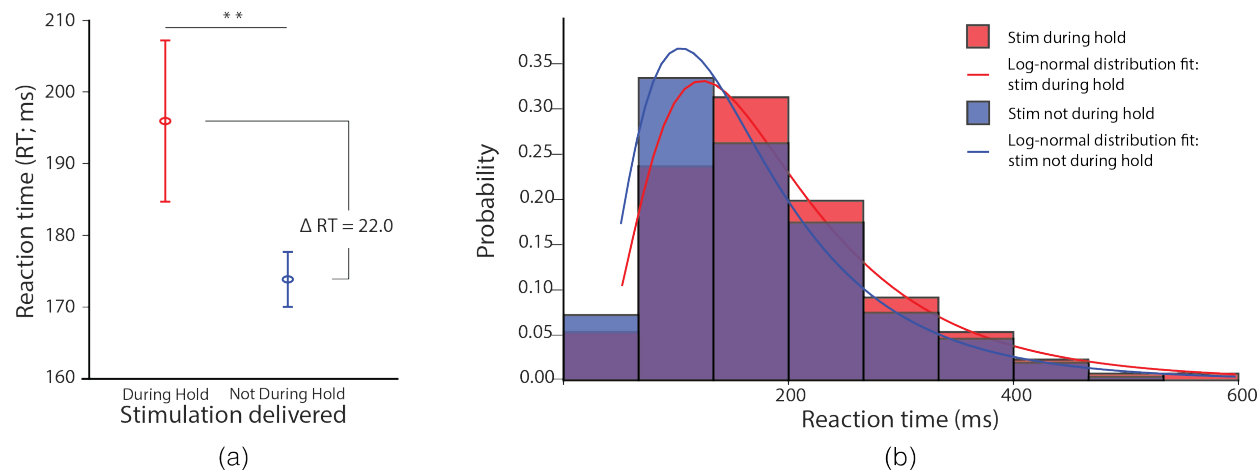 **
210
200
190
180
170
160
Reaction time (RT; ms)
Δ RT = 22.0
During Hold
Not During Hold
Stimulation delivered
(a)
0.35
0.30
0.25
0.20
0.15
0.10
0.05
0.00
Probability
Stim during hold
Log-normal distribution fit:
stim during hold
Stim not during hold
Log-normal distribution fit:
stim not during hold
200
400
600
Reaction time (ms)
(b)